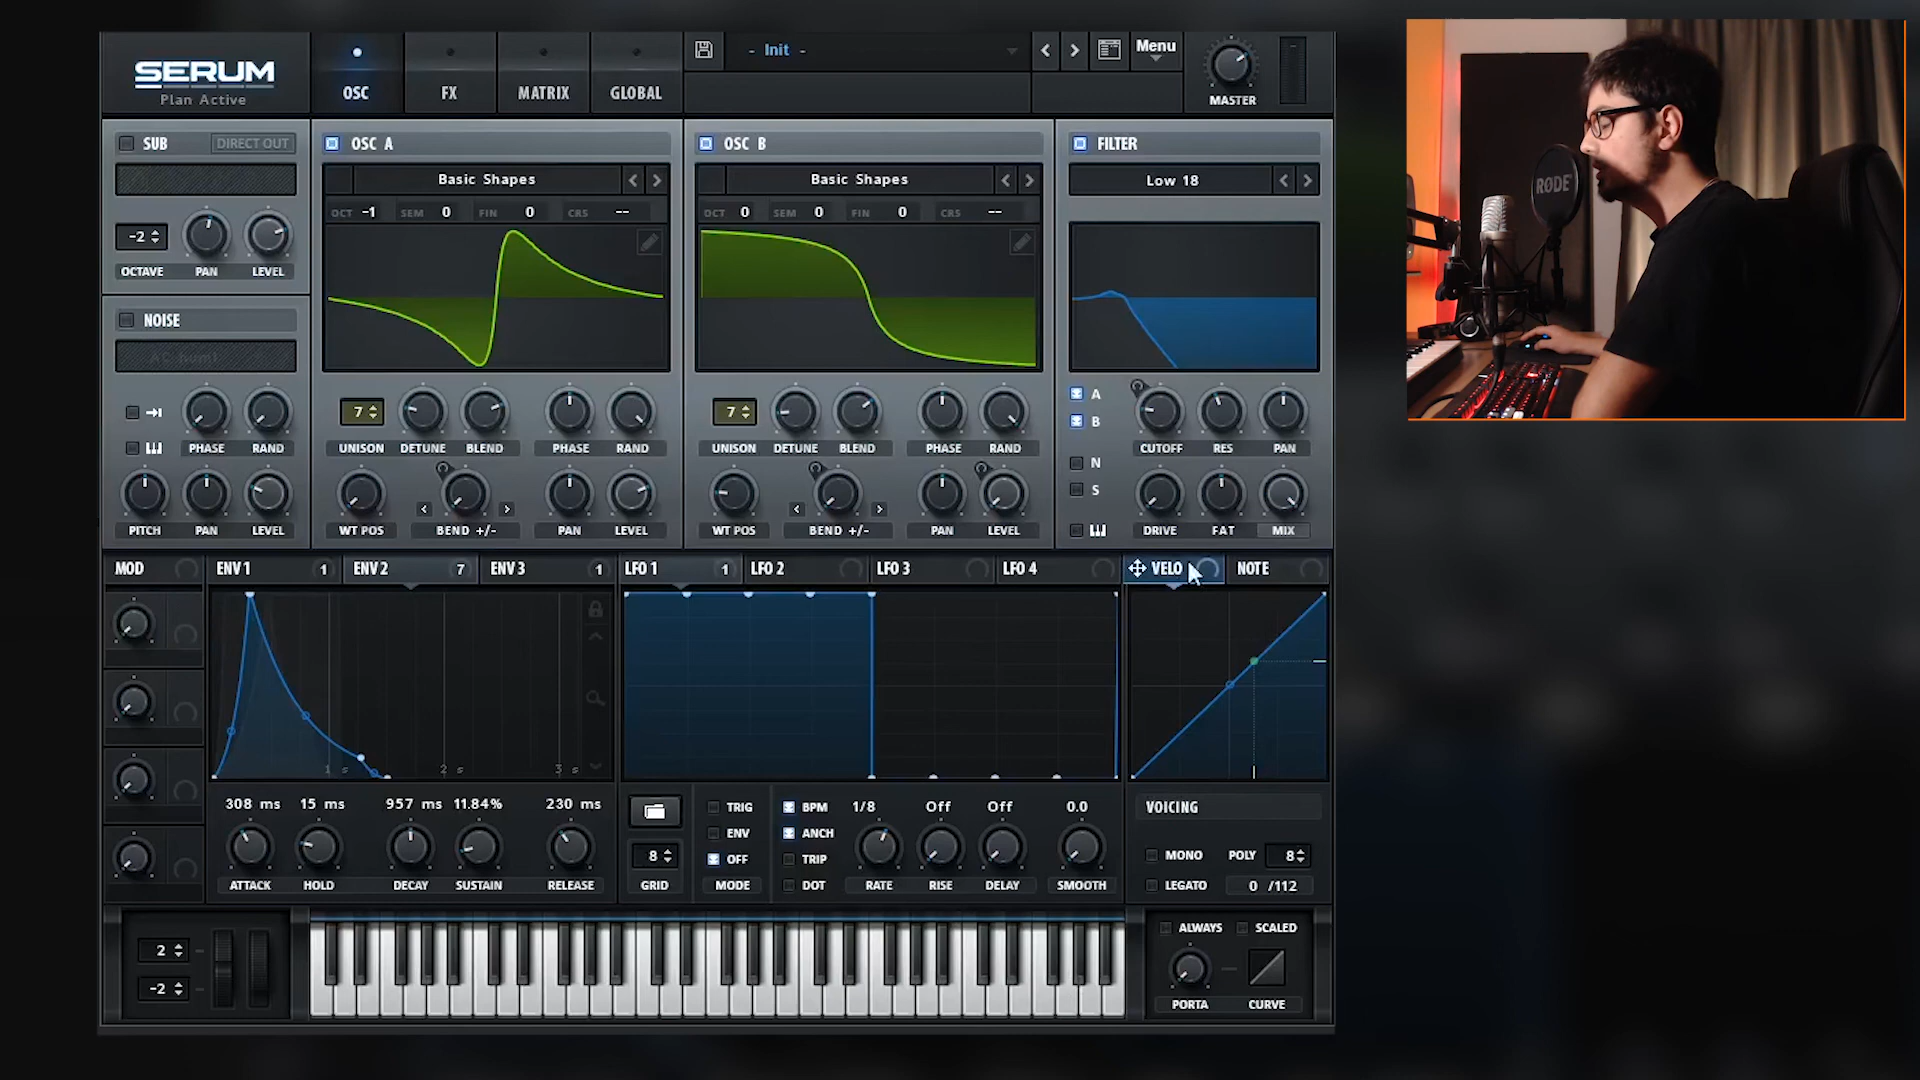 SERUM
Plan Active
OSC
FX
MATRIX
GLOBAL
- Init -
Menu
MASTER
SUB
DIRECT OUT
-2
OCTAVE
PAN
LEVEL
NOISE
AC hum1
PHASE
RAND
PITCH
PAN
LEVEL
OSC A
Basic Shapes
OCT -1 SEM 0 FIN 0 CRS --
7
UNISON
DETUNE
BLEND
PHASE
RAND
WT POS
BEND +/-
PAN
LEVEL
OSC B
Basic Shapes
OCT 0 SEM 0 FIN 0 CRS --
7
UNISON
DETUNE
BLEND
PHASE
RAND
WT POS
BEND +/-
PAN
LEVEL
FILTER
Low 18
A
B
N
S
CUTOFF
RES
PAN
DRIVE
FAT
MIX
RØDE
MOD
ENV 1 1
ENV 2 7
ENV 3 1
LFO 1 1
LFO 2
LFO 3
LFO 4
VELO
NOTE
1 s
2 s
3 s
308 ms
15 ms
957 ms
11.84%
230 ms
ATTACK
HOLD
DECAY
SUSTAIN
RELEASE
8
GRID
TRIG
ENV
OFF
MODE
BPM
ANCH
TRIP
DOT
1/8
Off
Off
0.0
RATE
RISE
DELAY
SMOOTH
VOICING
MONO
POLY 8
LEGATO
0 /112
2
-2
ALWAYS
SCALED
PORTA
CURVE